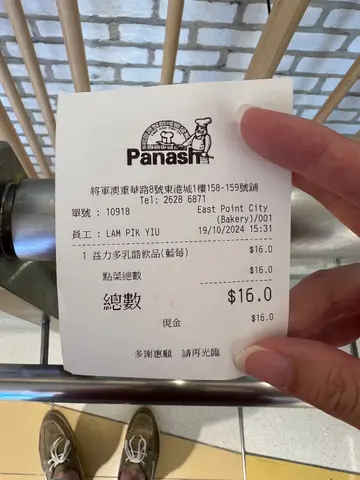 Panash
將軍澳重華路8號東港城1樓158-159號舖
Tel: 2628 6871
單號 : 10918 East Point City
(Bakery)/001
員工 : LAM PIK YIU 19/10/2024 15:31
1 益力多乳酪飲品(藍莓) $16.0
點菜總數 $16.0
總數 $16.0
現金 $16.0
多謝惠顧 請再光臨